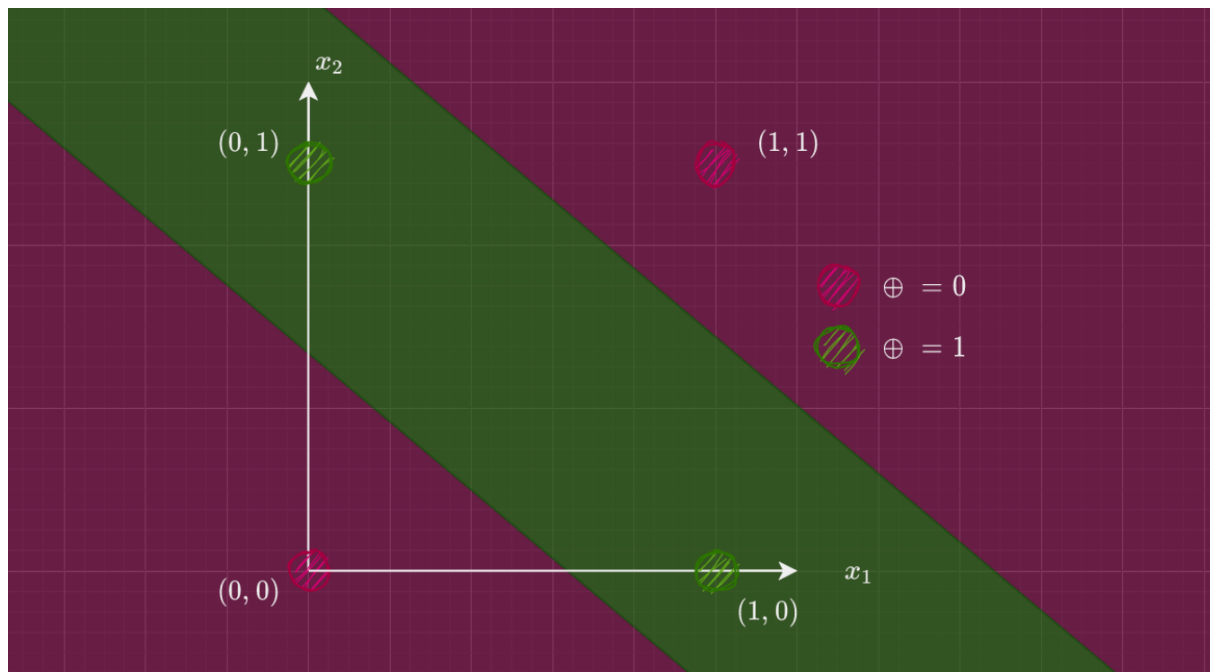 x₂
(0, 1)
(1, 1)
⊕ = 0
⊕ = 1
x₁
(0, 0)
(1, 0)